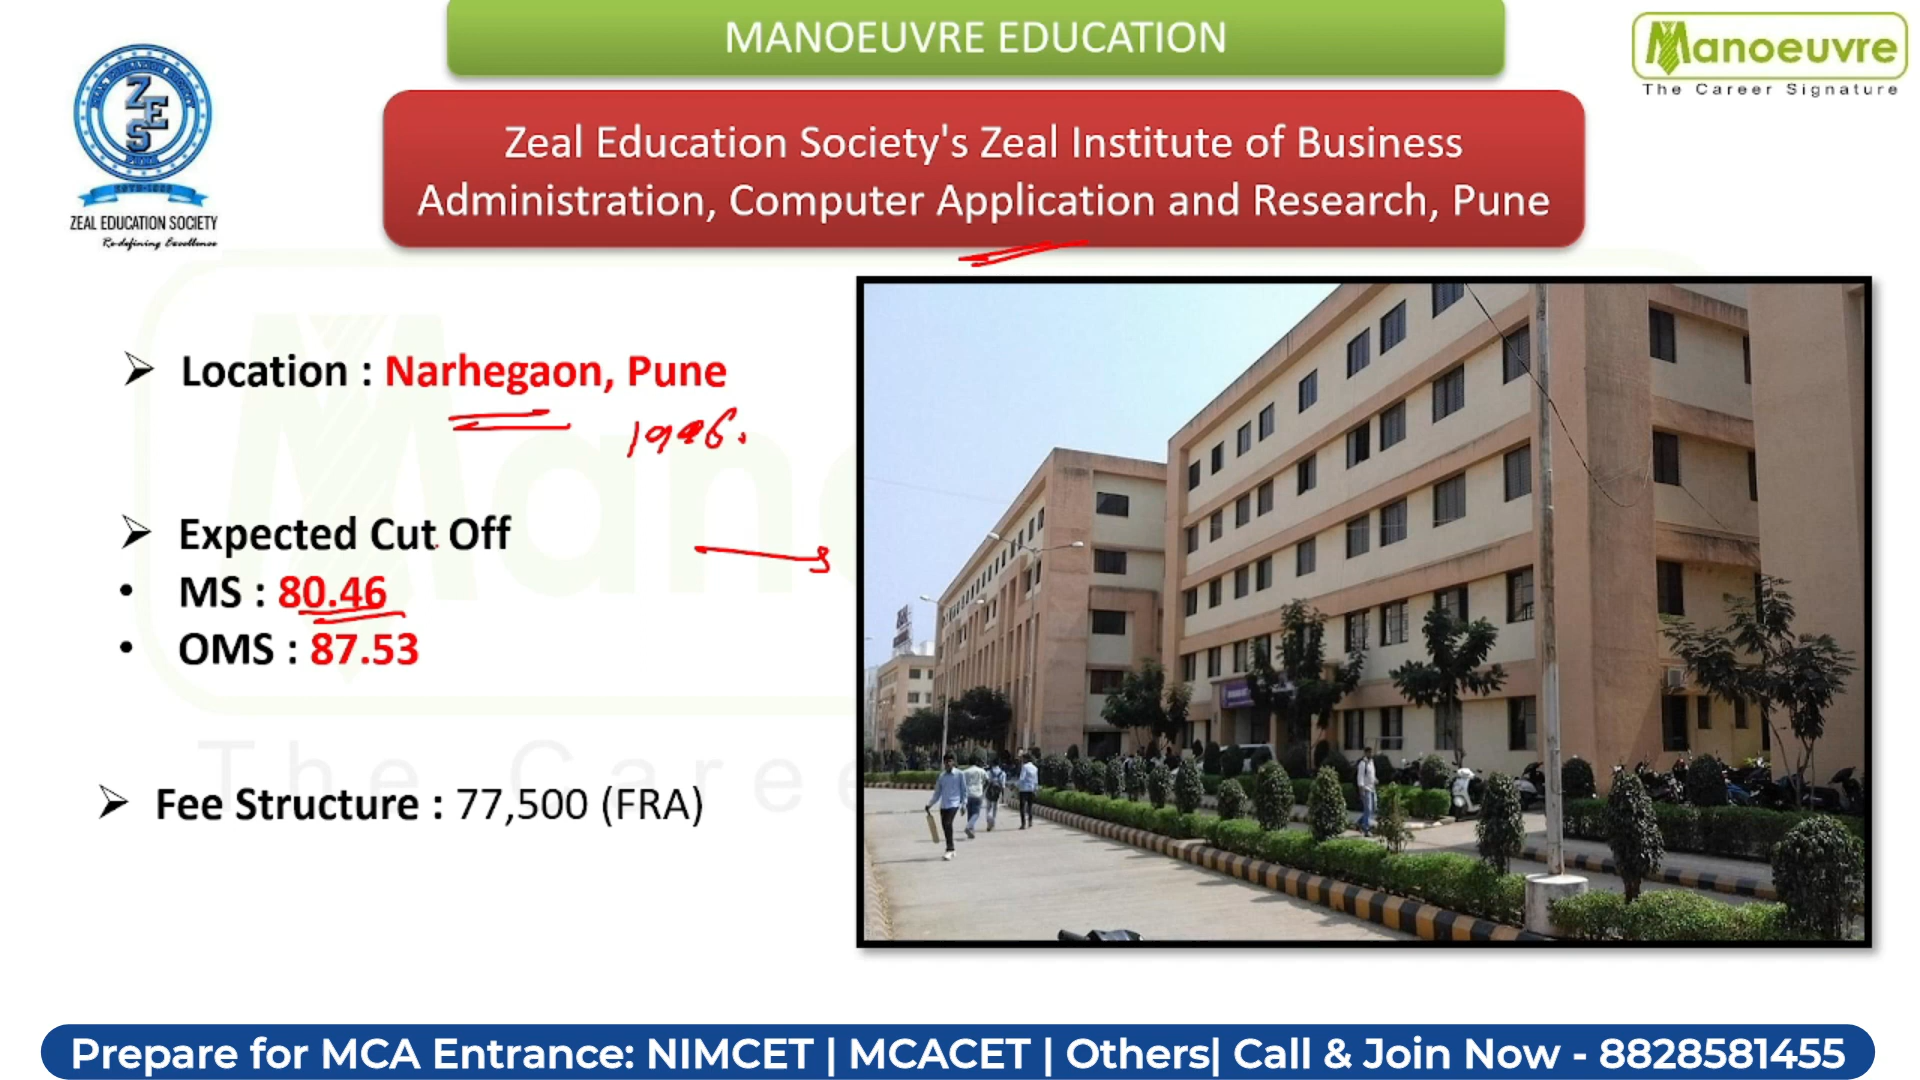 MANOEUVRE EDUCATION
Manoeuvre
The Career Signature
ZES
ZEAL EDUCATION SOCIETY
Redefining Excellence
Zeal Education Society's Zeal Institute of Business
Administration, Computer Application and Research, Pune
➢ Location : Narhegaon, Pune
➢ Expected Cut Off
• MS : 80.46
• OMS : 87.53
➢ Fee Structure : 77,500 (FRA)
Prepare for MCA Entrance: NIMCET | MCACET | Others| Call & Join Now - 8828581455